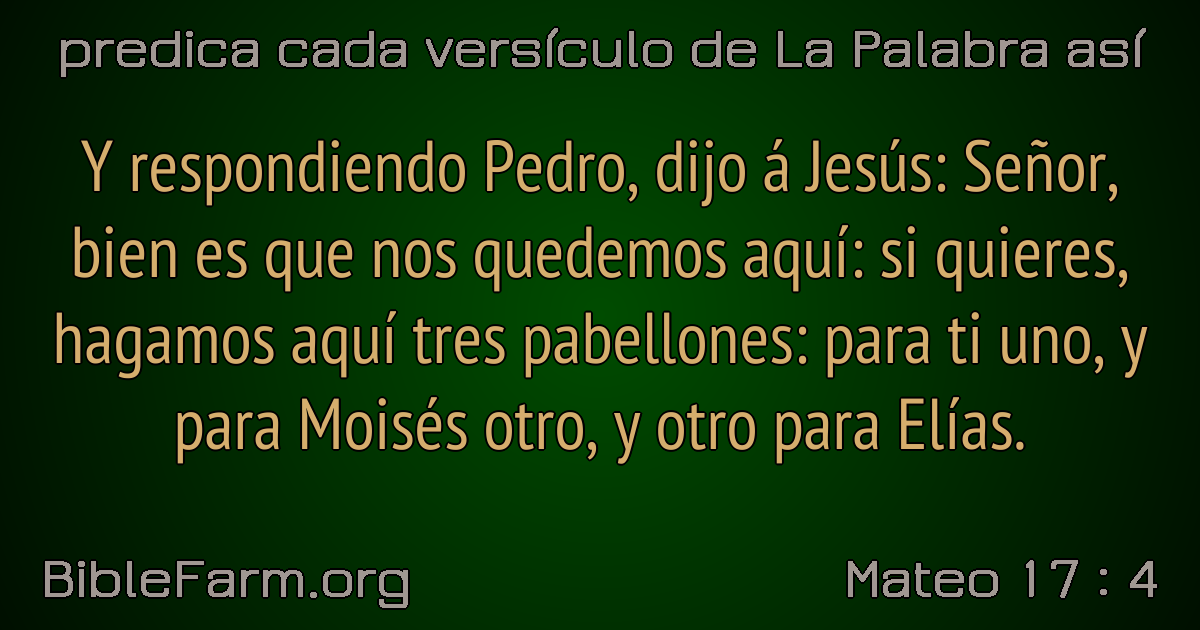 predica cada versículo de La Palabra así
Y respondiendo Pedro, dijo á Jesús: Señor,
bien es que nos quedemos aquí: si quieres,
hagamos aquí tres pabellones: para ti uno, y
para Moisés otro, y otro para Elías.
BibleFarm.org
Mateo 17 : 4